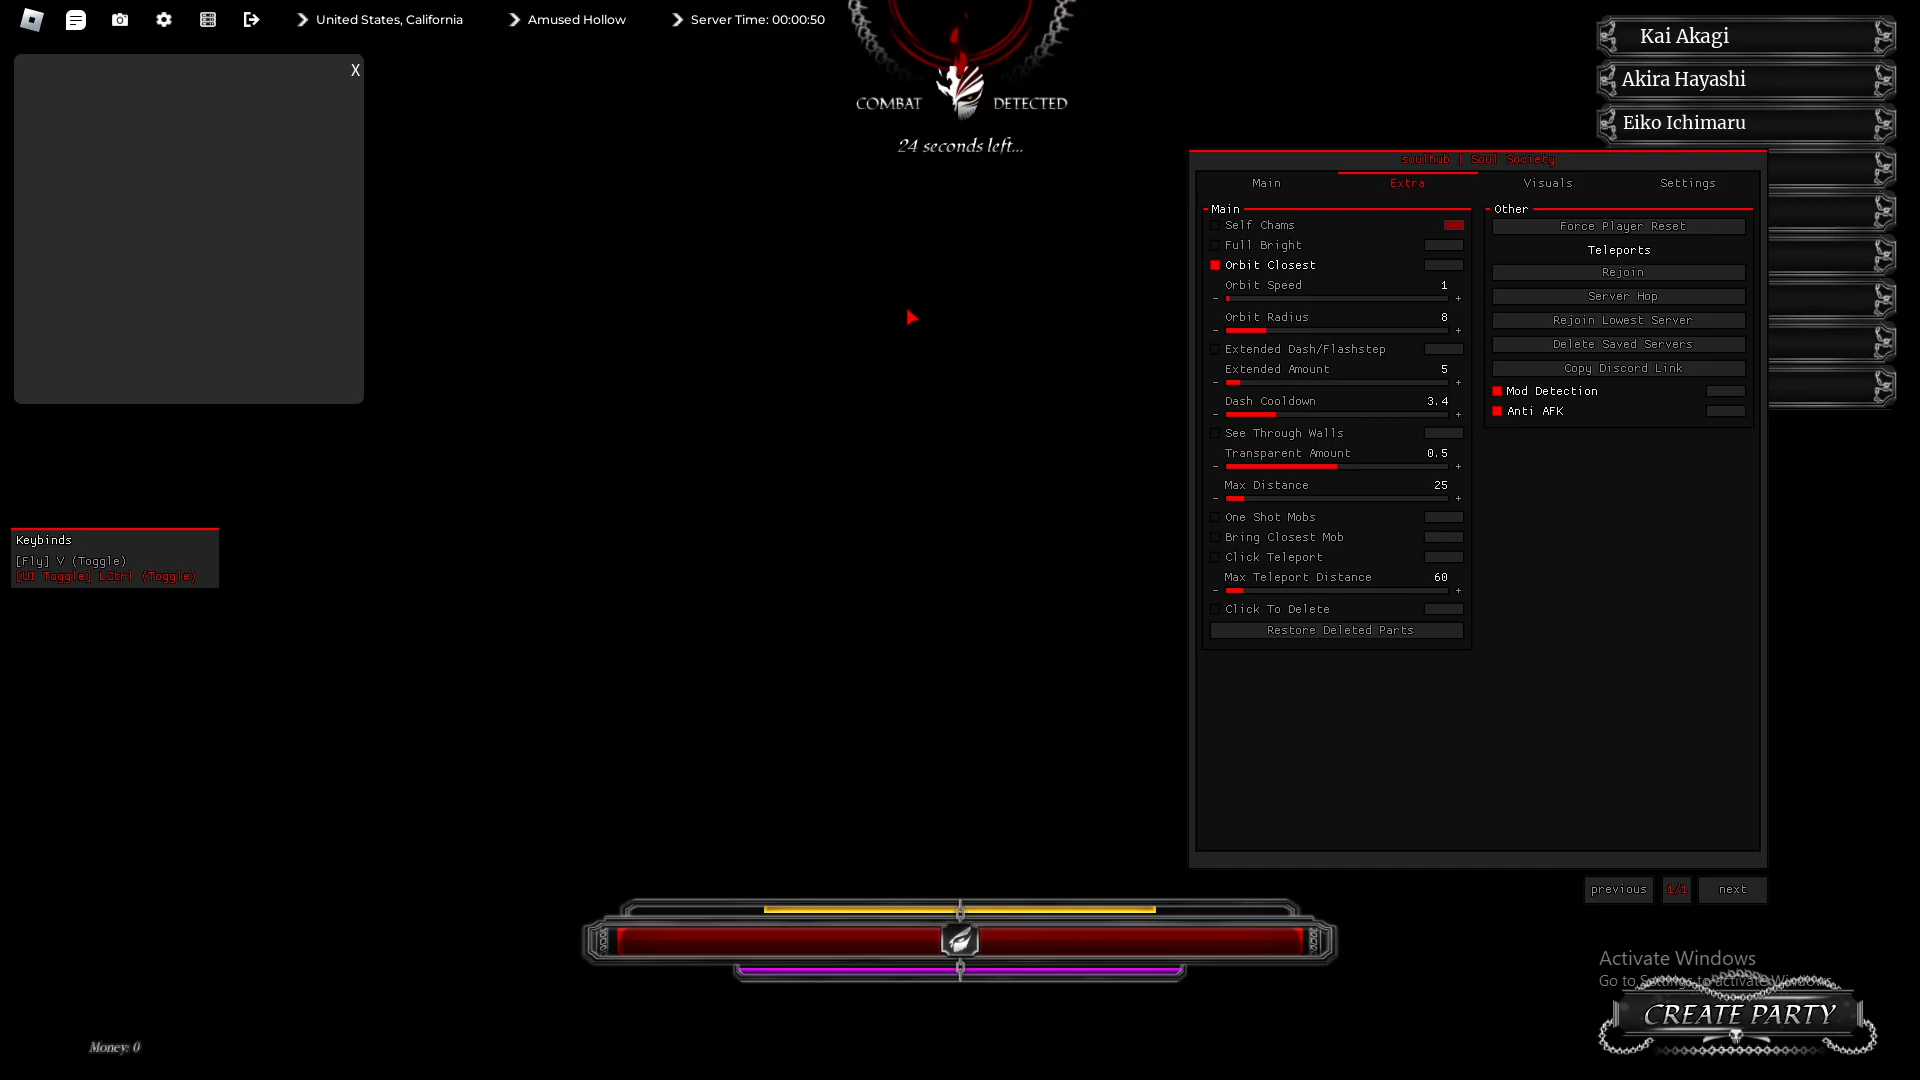 United States, California
Amused Hollow
Server Time: 00:00:50
X
COMBAT DETECTED
24 seconds left...
Kai Akagi
Akira Hayashi
Eiko Ichimaru
soulhub | Soul Society
Main
Extra
Visuals
Settings
Main
Self Chams
Full Bright
Orbit Closest
Orbit Speed 1
- +
Orbit Radius 8
- +
Extended Dash/Flashstep
Extended Amount 5
- +
Dash Cooldown 3.4
- +
See Through Walls
Transparent Amount 0.5
- +
Max Distance 25
- +
One Shot Mobs
Bring Closest Mob
Click Teleport
Max Teleport Distance 60
- +
Click To Delete
Restore Deleted Parts
Other
Force Player Reset
Teleports
Rejoin
Server Hop
Rejoin Lowest Server
Delete Saved Servers
Copy Discord Link
Mod Detection
Anti AFK
Keybinds
[Fly] V (Toggle)
[UI Toggle] LCtrl (Toggle)
previous
1/1
next
Activate Windows
Go to Settings to activate Windows.
CREATE PARTY
Money: 0